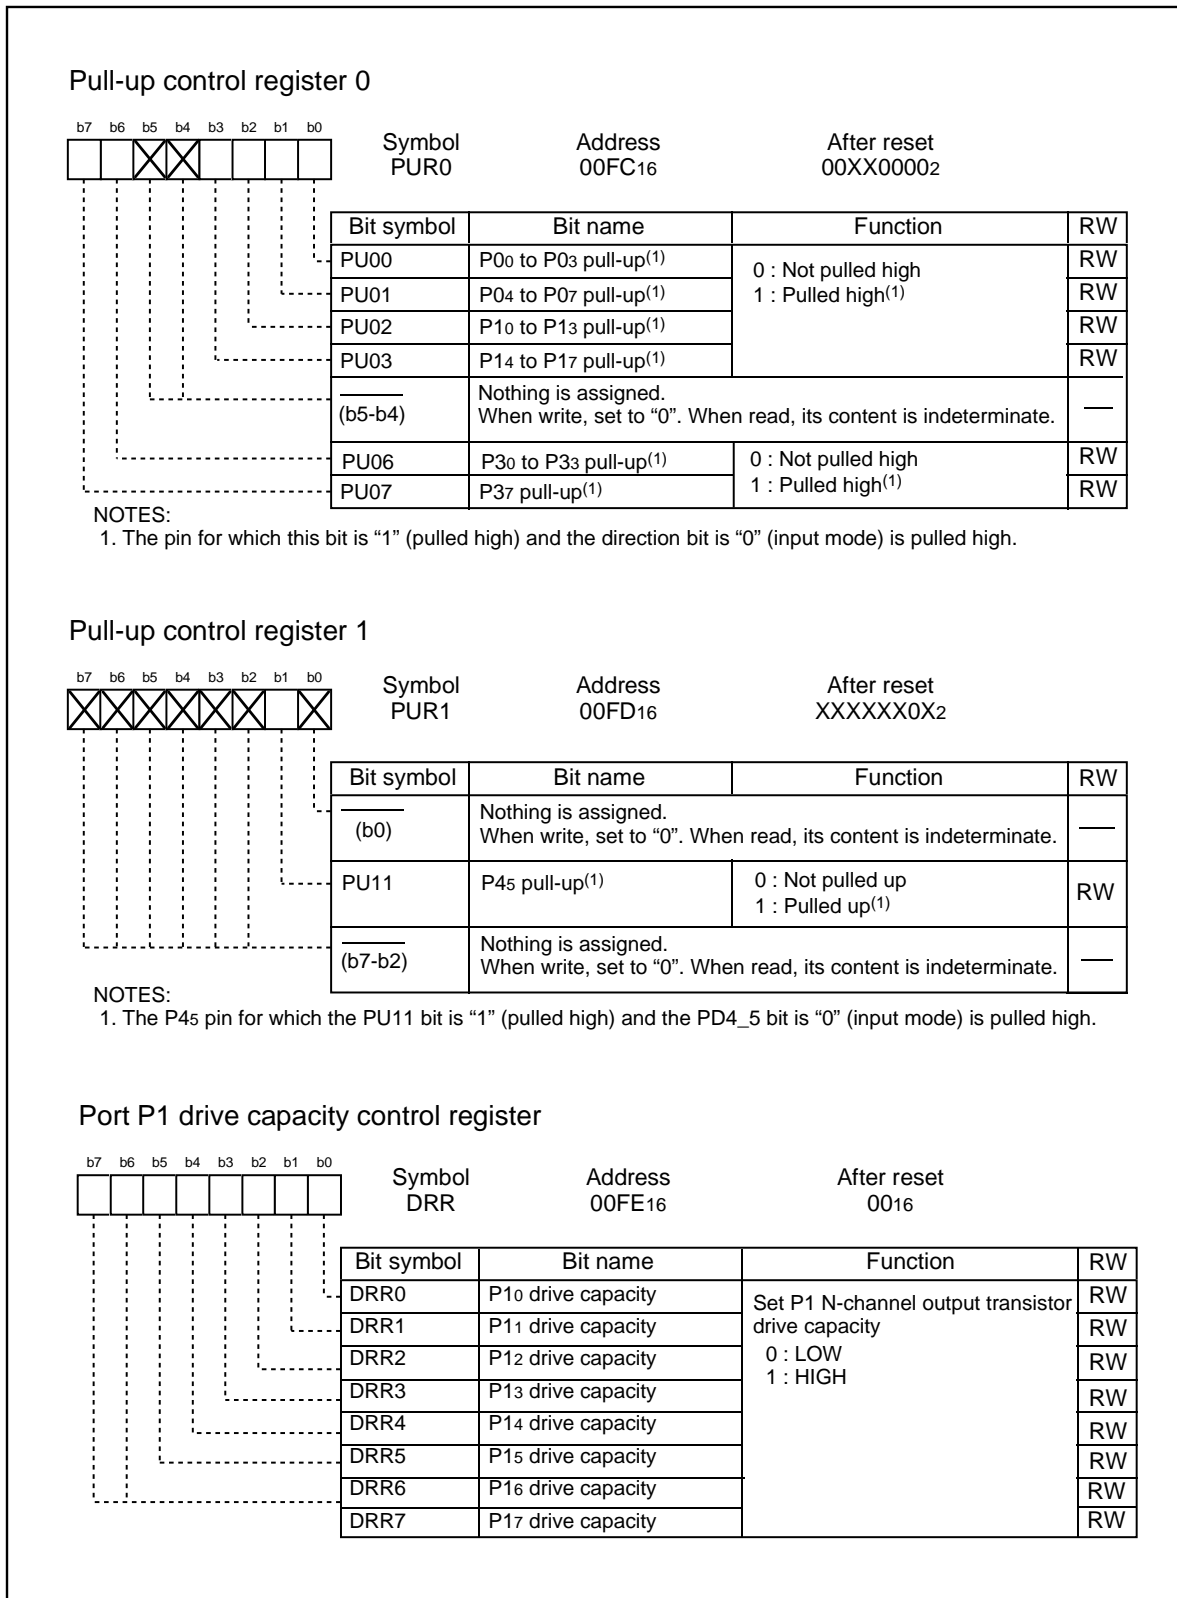 Pull-up control register 0
b7 b6 b5 b4 b3 b2 b1 b0
Symbol Address After reset
PUR0 00FC16 00XX00002
Bit symbol Bit name Function RW
PU00 P00 to P03 pull-up(1) 0 : Not pulled high RW
PU01 P04 to P07 pull-up(1) 1 : Pulled high(1) RW
PU02 P10 to P13 pull-up(1) RW
PU03 P14 to P17 pull-up(1) RW
(b5-b4) Nothing is assigned.
When write, set to “0”. When read, its content is indeterminate.
PU06 P30 to P33 pull-up(1) 0 : Not pulled high RW
PU07 P37 pull-up(1) 1 : Pulled high(1) RW
NOTES:
1. The pin for which this bit is “1” (pulled high) and the direction bit is “0” (input mode) is pulled high.
Pull-up control register 1
b7 b6 b5 b4 b3 b2 b1 b0
Symbol Address After reset
PUR1 00FD16 XXXXXX0X2
Bit symbol Bit name Function RW
(b0) Nothing is assigned.
When write, set to “0”. When read, its content is indeterminate.
PU11 P45 pull-up(1) 0 : Not pulled up RW
1 : Pulled up(1)
(b7-b2) Nothing is assigned.
When write, set to “0”. When read, its content is indeterminate.
NOTES:
1. The P45 pin for which the PU11 bit is “1” (pulled high) and the PD4_5 bit is “0” (input mode) is pulled high.
Port P1 drive capacity control register
b7 b6 b5 b4 b3 b2 b1 b0
Symbol Address After reset
DRR 00FE16 0016
Bit symbol Bit name Function RW
DRR0 P10 drive capacity Set P1 N-channel output transistor RW
DRR1 P11 drive capacity drive capacity RW
DRR2 P12 drive capacity 0 : LOW RW
DRR3 P13 drive capacity 1 : HIGH RW
DRR4 P14 drive capacity RW
DRR5 P15 drive capacity RW
DRR6 P16 drive capacity RW
DRR7 P17 drive capacity RW